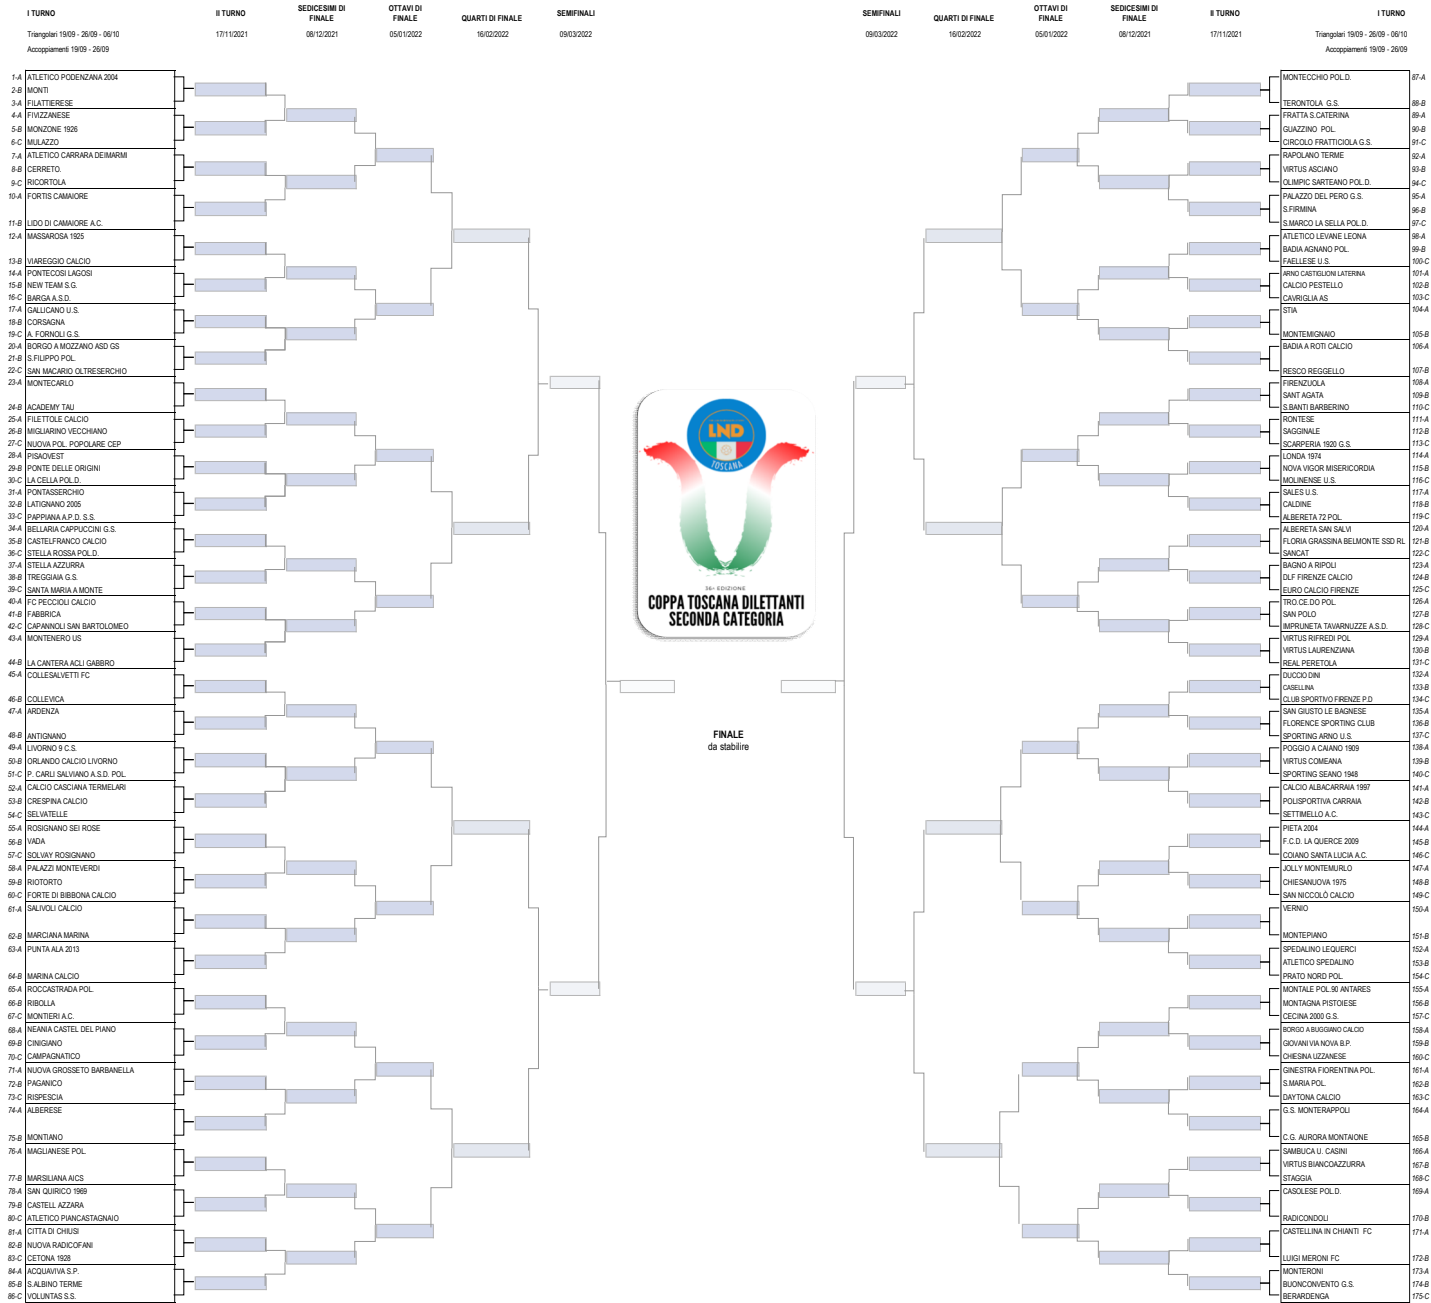 I TURNO
II TURNO
SEDICESIMI DI
FINALE
OTTAVI DI
FINALE
QUARTI DI FINALE
SEMIFINALI
SEMIFINALI
QUARTI DI FINALE
OTTAVI DI
FINALE
SEDICESIMI DI
FINALE
II TURNO
I TURNO
Triangolari 19/09 - 26/09 - 06/10
17/11/2021
08/12/2021
05/01/2022
16/02/2022
09/03/2022
09/03/2022
16/02/2022
05/01/2022
08/12/2021
17/11/2021
Triangolari 19/09 - 26/09 - 06/10
Accoppiamenti 19/09 - 26/09
Accoppiamenti 19/09 - 26/09
1-A ATLETICO PODENZANA 2004
2-B MONTI
3-A FILATTIERESE
4-A FIVIZZANESE
5-B MONZONE 1926
6-C MULAZZO
7-A ATLETICO CARRARA DEIMARMI
8-B CERRETO.
9-C RICORTOLA
10-A FORTIS CAMAIORE
11-B LIDO DI CAMAIORE A.C.
12-A MASSAROSA 1925
13-B VIAREGGIO CALCIO
14-A PONTECOSI LAGOSI
15-B NEW TEAM S.G.
16-C BARGA A.S.D.
17-A GALLICANO U.S.
18-B CORSAGNA
19-C A. FORNOLI G.S.
20-A BORGO A MOZZANO ASD GS
21-B S.FILIPPO POL.
22-C SAN MACARIO OLTRESERCHIO
23-A MONTECARLO
24-B ACADEMY TAU
25-A FILETTOLE CALCIO
26-B MIGLIARINO VECCHIANO
27-C NUOVA POL. POPOLARE CEP
28-A PISAOVEST
29-B PONTE DELLE ORIGINI
30-C LA CELLA POL.D.
31-A PONTASSERCHIO
32-B LATIGNANO 2005
33-C PAPPIANA A.P.D. S.S.
34-A BELLARIA CAPPUCCINI G.S.
35-B CASTELFRANCO CALCIO
36-C STELLA ROSSA POL.D.
37-A STELLA AZZURRA
38-B TREGGIAIA G.S.
39-C SANTA MARIA A MONTE
40-A FC PECCIOLI CALCIO
41-B FABBRICA
42-C CAPANNOLI SAN BARTOLOMEO
43-A MONTENERO US
44-B LA CANTERA ACLI GABBRO
45-A COLLESALVETTI FC
46-B COLLEVICA
47-A ARDENZA
48-B ANTIGNANO
49-A LIVORNO 9 C.S.
50-B ORLANDO CALCIO LIVORNO
51-C P. CARLI SALVIANO A.S.D. POL.
52-A CALCIO CASCIANA TERMELARI
53-B CRESPINA CALCIO
54-C SELVATELLE
55-A ROSIGNANO SEI ROSE
56-B VADA
57-C SOLVAY ROSIGNANO
58-A PALAZZI MONTEVERDI
59-B RIOTORTO
60-C FORTE DI BIBBONA CALCIO
61-A SALIVOLI CALCIO
62-B MARCIANA MARINA
63-A PUNTA ALA 2013
64-B MARINA CALCIO
65-A ROCCASTRADA POL.
66-B RIBOLLA
67-C MONTIERI A.C.
68-A NEANIA CASTEL DEL PIANO
69-B CINIGIANO
70-C CAMPAGNATICO
71-A NUOVA GROSSETO BARBANELLA
72-B PAGANICO
73-C RISPESCIA
74-A ALBERESE
75-B MONTIANO
76-A MAGLIANESE POL.
77-B MARSILIANA AICS
78-A SAN QUIRICO 1969
79-B CASTELL AZZARA
80-C ATLETICO PIANCASTAGNAIO
81-A CITTA DI CHIUSI
82-B NUOVA RADICOFANI
83-C CETONA 1928
84-A ACQUAVIVA S.P.
85-B S.ALBINO TERME
86-C VOLUNTAS S.S.
LND
TOSCANA
36ª EDIZIONE
COPPA TOSCANA DILETTANTI
SECONDA CATEGORIA
FINALE
da stabilire
MONTECCHIO POL.D. 87-A
TERONTOLA G.S. 88-B
FRATTA S.CATERINA 89-A
GUAZZINO POL. 90-B
CIRCOLO FRATTICIOLA G.S. 91-C
RAPOLANO TERME 92-A
VIRTUS ASCIANO 93-B
OLIMPIC SARTEANO POL.D. 94-C
PALAZZO DEL PERO G.S. 95-A
S.FIRMINA 96-B
S.MARCO LA SELLA POL.D. 97-C
ATLETICO LEVANE LEONA 98-A
BADIA AGNANO POL. 99-B
FAELLESE U.S. 100-C
ARNO CASTIGLIONI LATERINA 101-A
CALCIO PESTELLO 102-B
CAVRIGLIA AS 103-C
STIA 104-A
MONTEMIGNAIO 105-B
BADIA A ROTI CALCIO 106-A
RESCO REGGELLO 107-B
FIRENZUOLA 108-A
SANT AGATA 109-B
S.BANTI BARBERINO 110-C
RONTESE 111-A
SAGGINALE 112-B
SCARPERIA 1920 G.S. 113-C
LONDA 1974 114-A
NOVA VIGOR MISERICORDIA 115-B
MOLINENSE U.S. 116-C
SALES U.S. 117-A
CALDINE 118-B
ALBERETA 72 POL. 119-C
ALBERETA SAN SALVI 120-A
FLORIA GRASSINA BELMONTE SSD RL 121-B
SANCAT 122-C
BAGNO A RIPOLI 123-A
DLF FIRENZE CALCIO 124-B
EURO CALCIO FIRENZE 125-C
TRO.CE.DO POL. 126-A
SAN POLO 127-B
IMPRUNETA TAVARNUZZE A.S.D. 128-C
VIRTUS RIFREDI POL 129-A
VIRTUS LAURENZIANA 130-B
REAL PERETOLA 131-C
DUCCIO DINI 132-A
CASELLINA 133-B
CLUB SPORTIVO FIRENZE P.D 134-C
SAN GIUSTO LE BAGNESE 135-A
FLORENCE SPORTING CLUB 136-B
SPORTING ARNO U.S. 137-C
POGGIO A CAIANO 1909 138-A
VIRTUS COMEANA 139-B
SPORTING SEANO 1948 140-C
CALCIO ALBACARRAIA 1997 141-A
POLISPORTIVA CARRAIA 142-B
SETTIMELLO A.C. 143-C
PIETA 2004 144-A
F.C.D. LA QUERCE 2009 145-B
COIANO SANTA LUCIA A.C. 146-C
JOLLY MONTEMURLO 147-A
CHIESANUOVA 1975 148-B
SAN NICCOLÒ CALCIO 149-C
VERNIO 150-A
MONTEPIANO 151-B
SPEDALINO LEQUERCI 152-A
ATLETICO SPEDALINO 153-B
PRATO NORD POL. 154-C
MONTALE POL.90 ANTARES 155-A
MONTAGNA PISTOIESE 156-B
CECINA 2000 G.S. 157-C
BORGO A BUGGIANO CALCIO 158-A
GIOVANI VIA NOVA B.P. 159-B
CHIESINA UZZANESE 160-C
GINESTRA FIORENTINA POL. 161-A
S.MARIA POL. 162-B
DAYTONA CALCIO 163-C
G.S. MONTERAPPOLI 164-A
C.G. AURORA MONTAIONE 165-B
SAMBUCA U. CASINI 166-A
VIRTUS BIANCOAZZURRA 167-B
STAGGIA 168-C
CASOLESE POL.D. 169-A
RADICONDOLI 170-B
CASTELLINA IN CHIANTI FC 171-A
LUIGI MERONI FC 172-B
MONTERONI 173-A
BUONCONVENTO G.S. 174-B
BERARDENGA 175-C